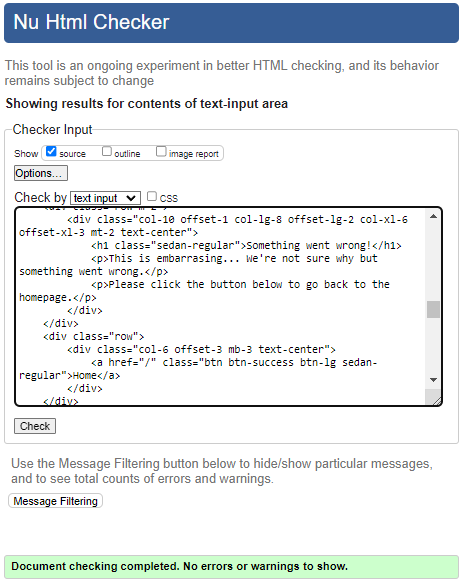 Nu Html Checker
This tool is an ongoing experiment in better HTML checking, and its behavior
remains subject to change
Showing results for contents of text-input area
Checker Input
Show source outline image report
Options...
Check by text input CSS
<div class="col-10 offset-1 col-lg-8 offset-lg-2 col-xl-6
offset-xl-3 mt-2 text-center">
<h1 class="sedan-regular">Something went wrong!</h1>
<p>This is embarrasing... We're not sure why but
something went wrong.</p>
<p>Please click the button below to go back to the
homepage.</p>
</div>
</div>
<div class="row">
<div class="col-6 offset-3 mb-3 text-center">
<a href="/" class="btn btn-success btn-lg sedan-
regular">Home</a>
</div>
</div>
Check
Use the Message Filtering button below to hide/show particular messages,
and to see total counts of errors and warnings.
Message Filtering
Document checking completed. No errors or warnings to show.